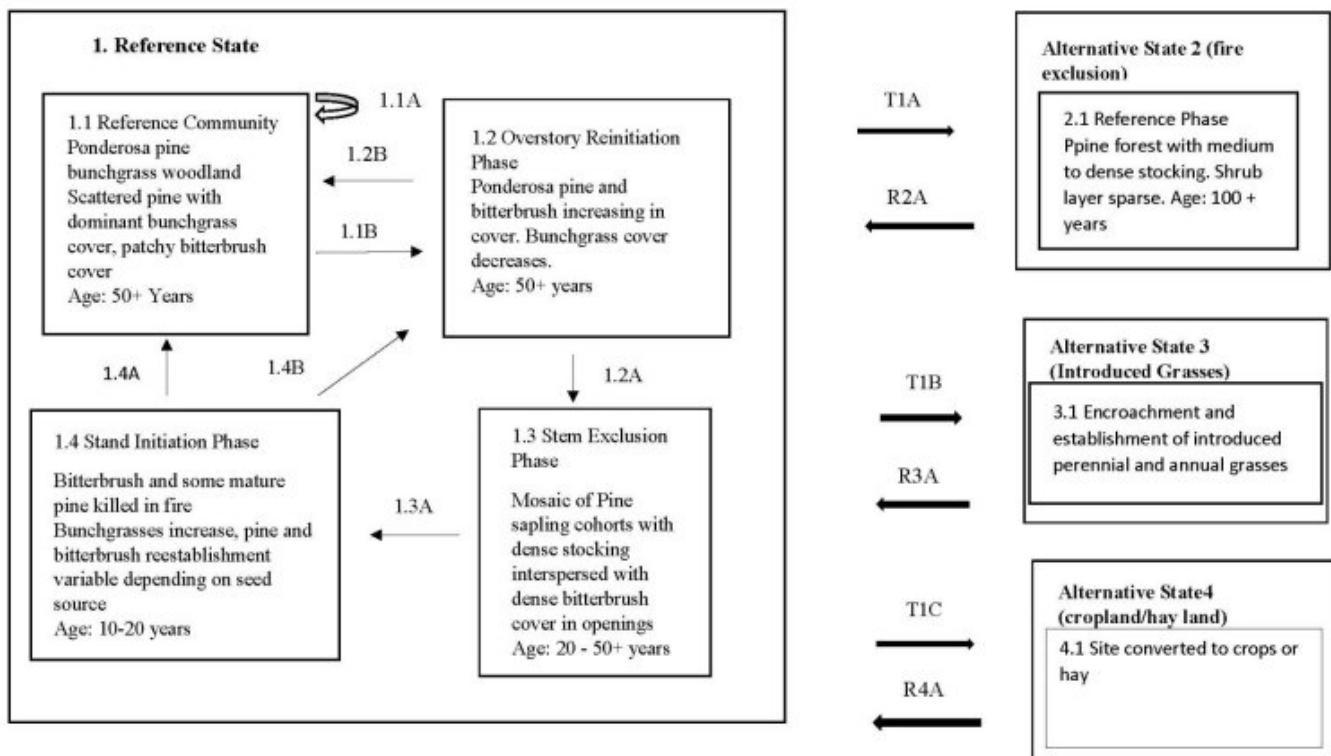 1. Reference State
1.1 Reference Community
Ponderosa pine
bunchgrass woodland
Scattered pine with
dominant bunchgrass
cover, patchy bitterbrush
cover
Age: 50+ Years
1.1A
1.2B
1.1B
1.2 Overstory Reinitiation
Phase
Ponderosa pine and
bitterbrush increasing in
cover. Bunchgrass cover
decreases.
Age: 50+ years
1.4A
1.4B
1.2A
1.4 Stand Initiation Phase
Bitterbrush and some mature
pine killed in fire
Bunchgrasses increase, pine and
bitterbrush reestablishment
variable depending on seed
source
Age: 10-20 years
1.3A
1.3 Stem Exclusion
Phase
Mosaic of Pine
sapling cohorts with
dense stocking
interspersed with
dense bitterbrush
cover in openings
Age: 20 - 50+ years
T1A
R2A
Alternative State 2 (fire
exclusion)
2.1 Reference Phase
Ppine forest with medium
to dense stocking. Shrub
layer sparse. Age: 100 +
years
T1B
R3A
Alternative State 3
(Introduced Grasses)
3.1 Encroachment and
establishment of introduced
perennial and annual grasses
T1C
R4A
Alternative State4
(cropland/hay land)
4.1 Site converted to crops or
hay